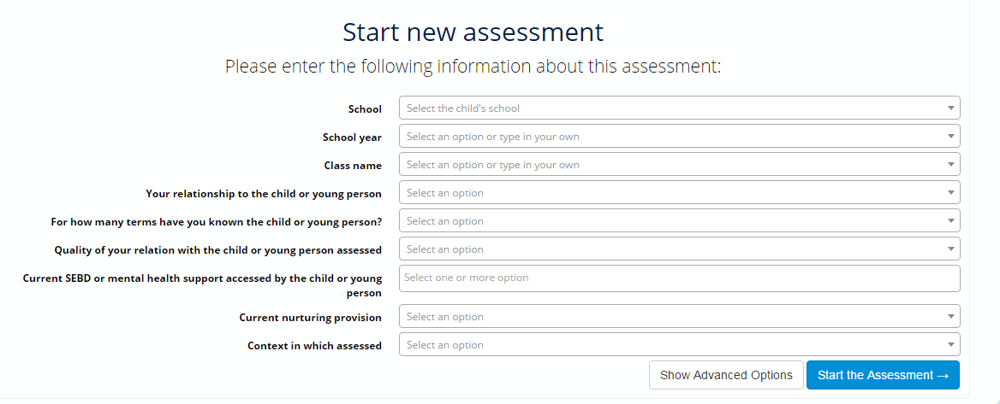 Start new assessment
Please enter the following information about this assessment:
School Select the child's school
School year Select an option or type in your own
Class name Select an option or type in your own
Your relationship to the child or young person Select an option
For how many terms have you known the child or young person? Select an option
Quality of your relation with the child or young person assessed Select an option
Current SEBD or mental health support accessed by the child or young Select one or more option
person
Current nurturing provision Select an option
Context in which assessed Select an option
Show Advanced Options Start the Assessment →